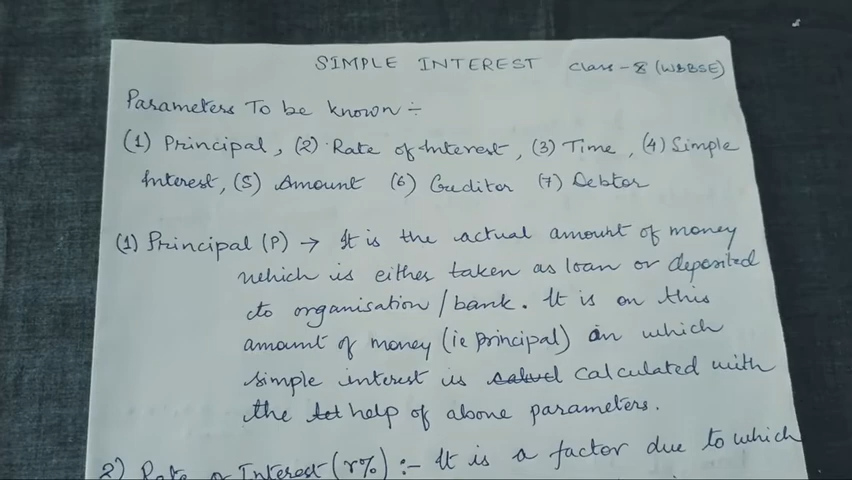 SIMPLE INTEREST Class-8 (WBBSE)
Parameters To be known :-
(1) Principal, (2) Rate of Interest, (3) Time, (4) Simple
Interest, (5) Amount (6) Creditor (7) Debtor
(1) Principal (P) → It is the actual amount of money
which is either taken as loan or deposited
to organisation/bank. It is on this
amount of money (ie principal) on which
simple interest is calculated with
the help of above parameters.
2) Rate of Interest (r%) :- It is a factor due to which